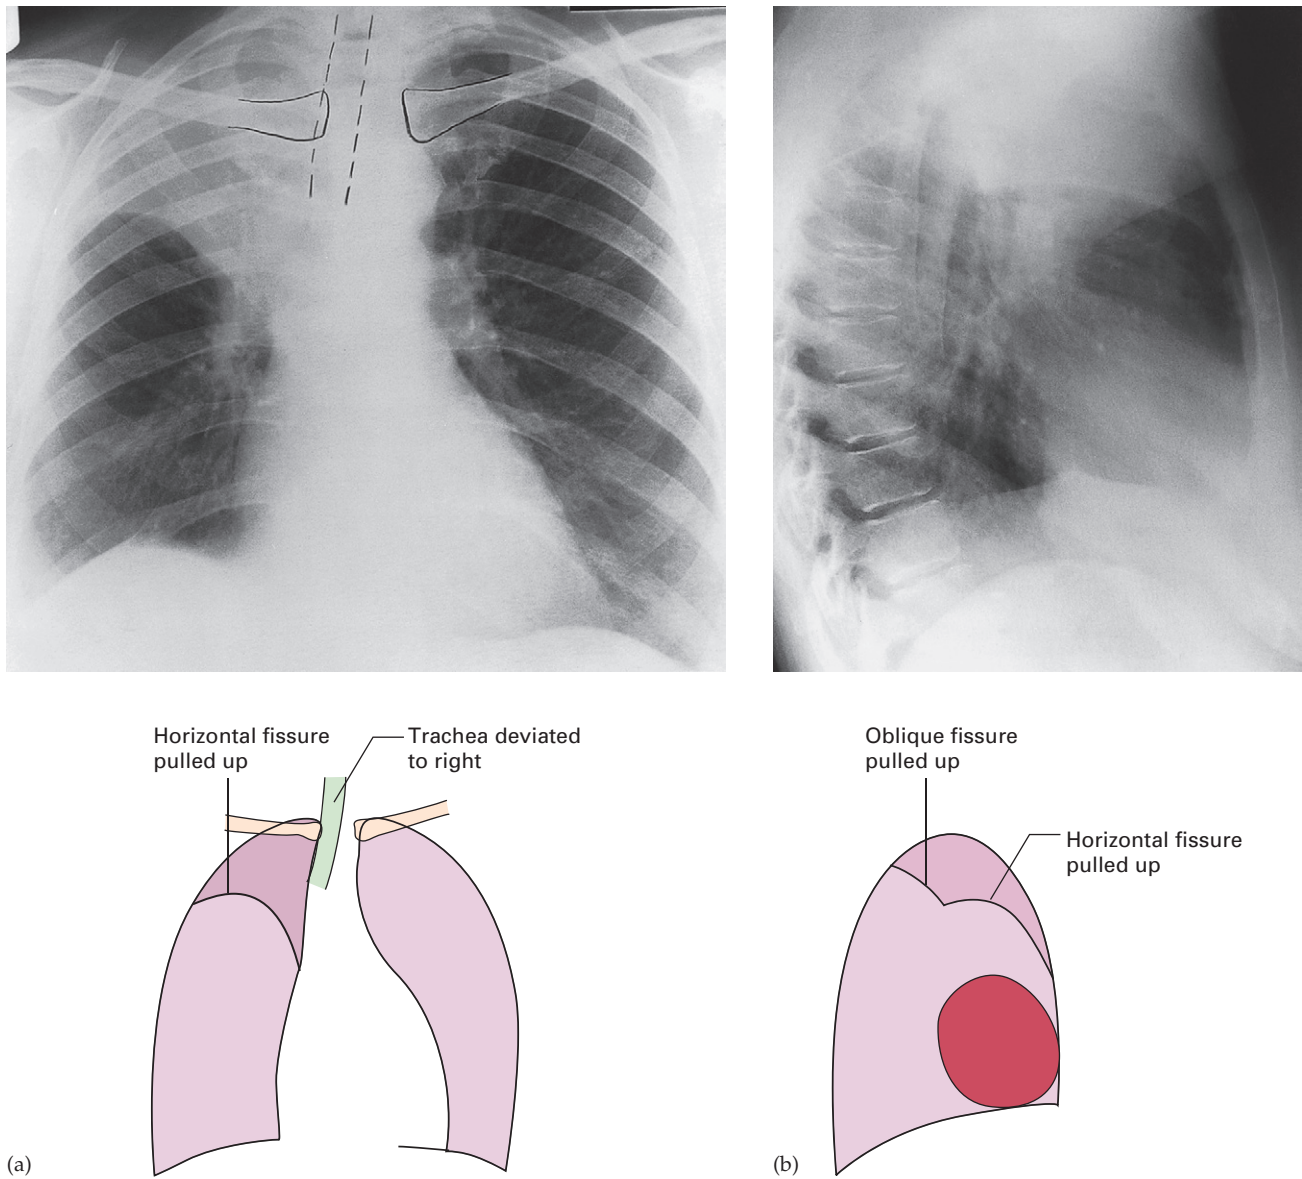 Horizontal fissure
pulled up
Trachea deviated
to right
Oblique fissure
pulled up
Horizontal fissure
pulled up
(a)
(b)